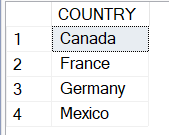 COUNTRY
1 Canada
2 France
3 Germany
4 Mexico